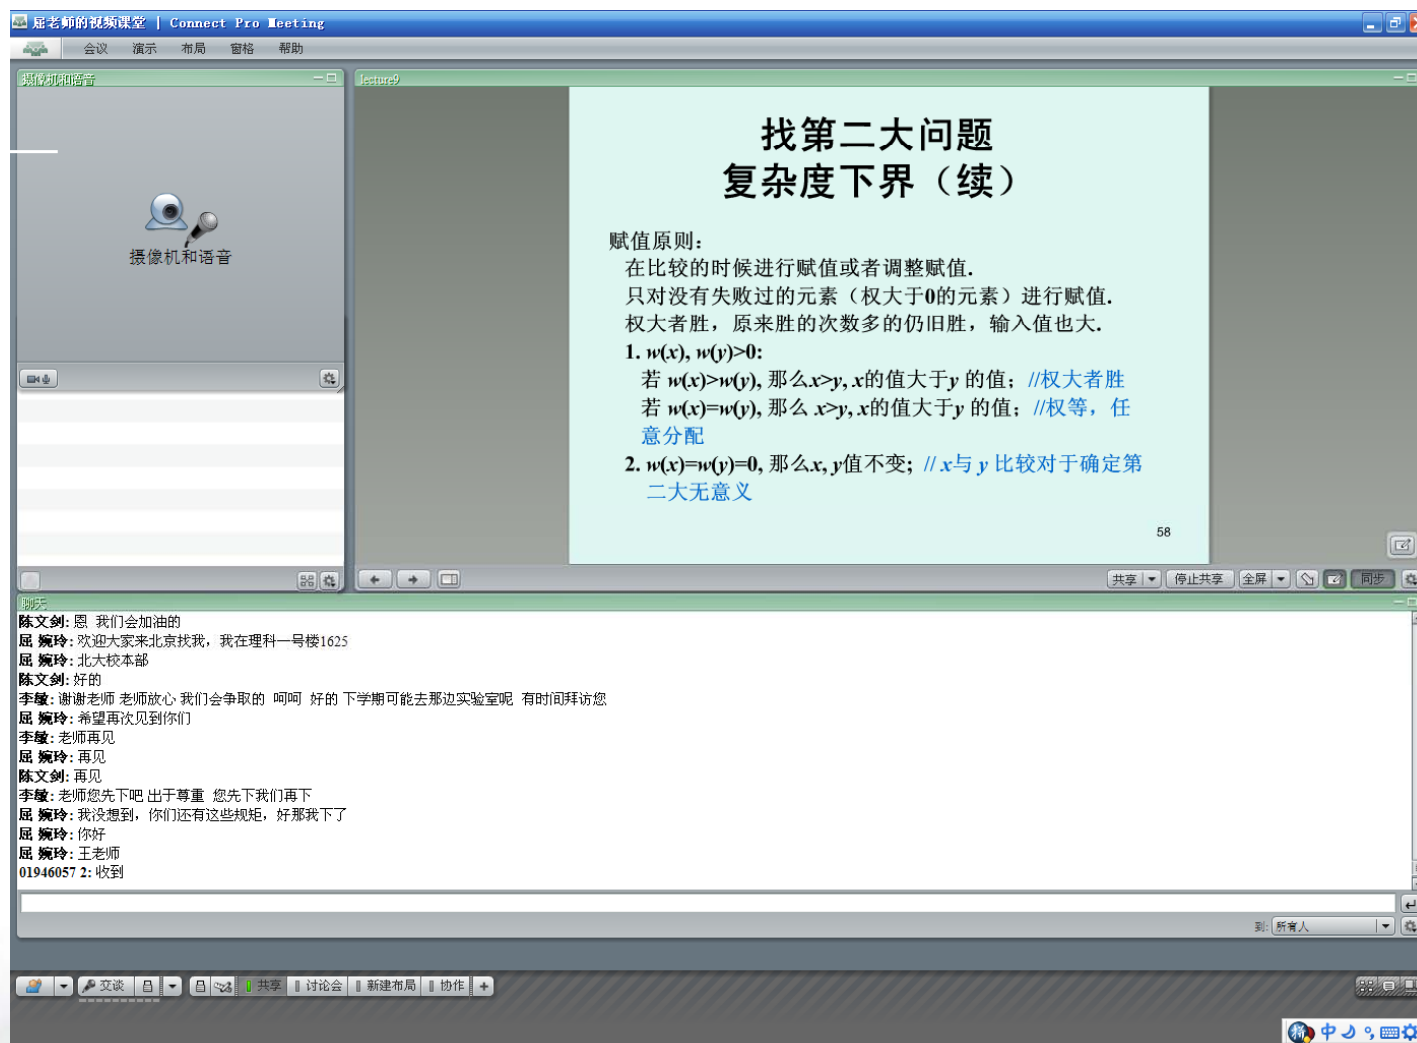 屈老师的视频课堂 | Connect Pro Meeting
会议 演示 布局 窗格 帮助
摄像机和语音
lecture9
找第二大问题
复杂度下界（续）
赋值原则：
在比较的时候进行赋值或者调整赋值.
只对没有失败过的元素（权大于0的元素）进行赋值.
权大者胜，原来胜的次数多的仍旧胜，输入值也大.
1. w(x), w(y)>0:
若 w(x)>w(y), 那么x>y, x的值大于y 的值；//权大者胜
若 w(x)=w(y), 那么 x>y, x的值大于y 的值；//权等，任
意分配
2. w(x)=w(y)=0, 那么x, y值不变；// x与 y 比较对于确定第
二大无意义
58
摄像机和语音
共享 停止共享 全屏 同步
聊天
陈文剑: 恩 我们会加油的
屈 婉玲: 欢迎大家来北京找我，我在理科一号楼1625
屈 婉玲: 北大校本部
陈文剑: 好的
李敏: 谢谢老师 老师放心 我们会争取的 呵呵 好的 下学期可能去那边实验室呢 有时间拜访您
屈 婉玲: 希望再次见到你们
李敏: 老师再见
屈 婉玲: 再见
陈文剑: 再见
李敏: 老师您先下吧 出于尊重 您先下我们再下
屈 婉玲: 我没想到，你们还有这些规矩，好那我下了
屈 婉玲: 你好
屈 婉玲: 王老师
01946057 2: 收到
到: 所有人
交谈 共享 讨论会 新建布局 协作 +
中